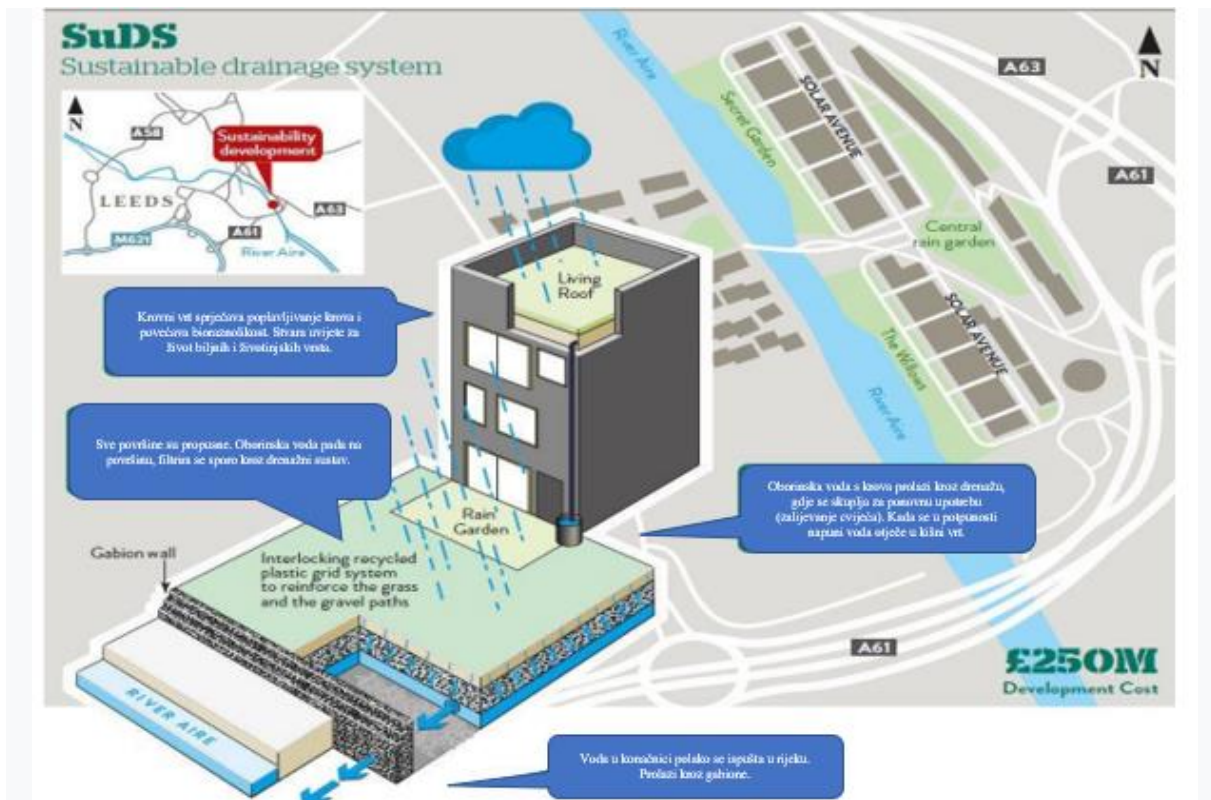 SuDS
Sustainable drainage system
N
A58
Sustainability
development
LEEDS
A63
M621
A61
River Aire
River Aire
Secret Garden
SOLAR AVENUE
A63
N
A61
Central
rain garden
Living
Roof
Krovni vrt sprječava poplavljivanje krova i
povećava bioraznolikost. Stvara uvijete za
život biljnih i životinjskih vrsta.
SOLAR AVENUE
The Willows
River Aire
Sve površine su propusne. Oborinska voda pada na
površinu, filtrira se sporo kroz drenažni sustav.
Oborinska voda s krova prolazi kroz drenažu,
gdje se skuplja za ponovnu upotrebu
(zalijevanje cvijeća). Kada se u potpunosti
napuni voda otječe u kišni vrt.
Rain
Garden
Gabion wall
Interlocking recycled
plastic grid system
to reinforce the grass
and the gravel paths
A61
£250M
Development Cost
RIVER AIRE
Voda u konačnici polako se ispušta u rijeku.
Prolazi kroz gabione.